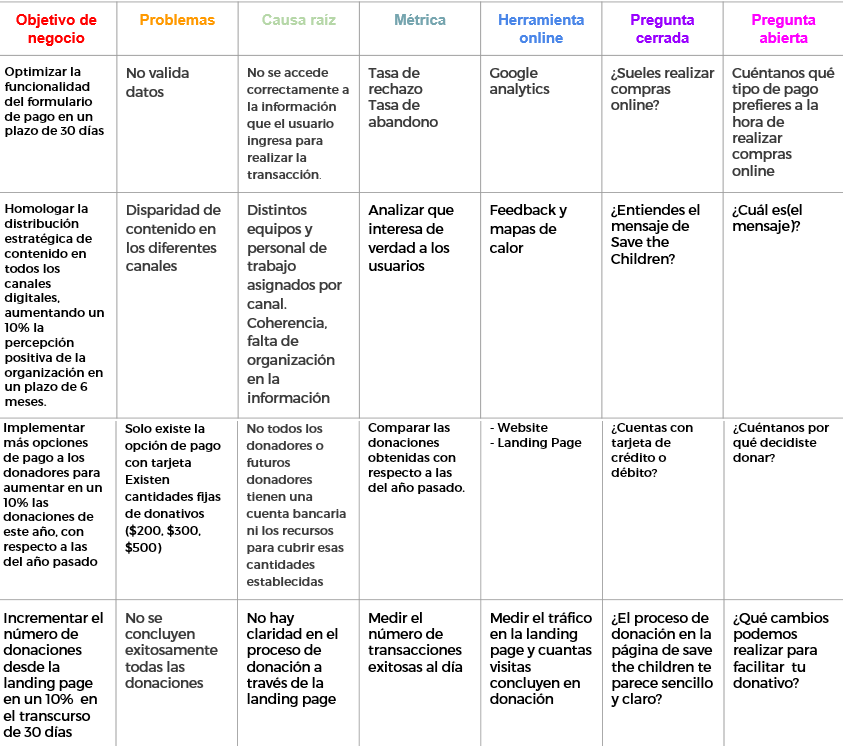 Objetivo de
negocio
Problemas
Causa raíz
Métrica
Herramienta
online
Pregunta
cerrada
Pregunta
abierta
Optimizar la
funcionalidad
del formulario
de pago en un
plazo de 30 días
No valida
datos
No se accede
correctamente a
la información
que el usuario
ingresa para
realizar la
transacción.
Tasa de
rechazo
Tasa de
abandono
Google
analytics
¿Sueles realizar
compras
online?
Cuéntanos qué
tipo de pago
prefieres a la
hora de
realizar
compras
online
Homologar la
distribución
estratégica de
contenido en
todos los
canales
digitales,
aumentando un
10% la
percepción
positiva de la
organización en
un plazo de 6
meses.
Disparidad de
contenido en
los diferentes
canales
Distintos
equipos y
personal de
trabajo
asignados por
canal.
Coherencia,
falta de
organización
en la
información
Analizar que
interesa de
verdad a los
usuarios
Feedback y
mapas de
calor
¿Entiendes el
mensaje de
Save the
Children?
¿Cuál es(el
mensaje)?
Implementar
más opciones
de pago a los
donadores para
aumentar en un
10% las
donaciones de
este año, con
respecto a las
del año pasado
Solo existe la
opción de pago
con tarjeta
Existen
cantidades fijas
de donativos
($200, $300,
$500)
No todos los
donadores o
futuros
donadores
tienen una
cuenta bancaria
ni los recursos
para cubrir esas
cantidades
establecidas
Comparar las
donaciones
obtenidas con
respecto a las
del año pasado.
- Website
- Landing Page
¿Cuentas con
tarjeta de
crédito o
débito?
¿Cuéntanos por
qué decidiste
donar?
Incrementar el
número de
donaciones
desde la
landing page
en un 10% en
el transcurso
de 30 días
No se
concluyen
exitosamente
todas las
donaciones
No hay
claridad en el
proceso de
donación a
través de la
landing page
Medir el
número de
transacciones
exitosas al día
Medir el tráfico
en la landing
page y cuantas
visitas
concluyen en
donación
¿El proceso de
donación en la
página de save
the children te
parece sencillo
y claro?
¿Qué cambios
podemos
realizar para
facilitar tu
donativo?